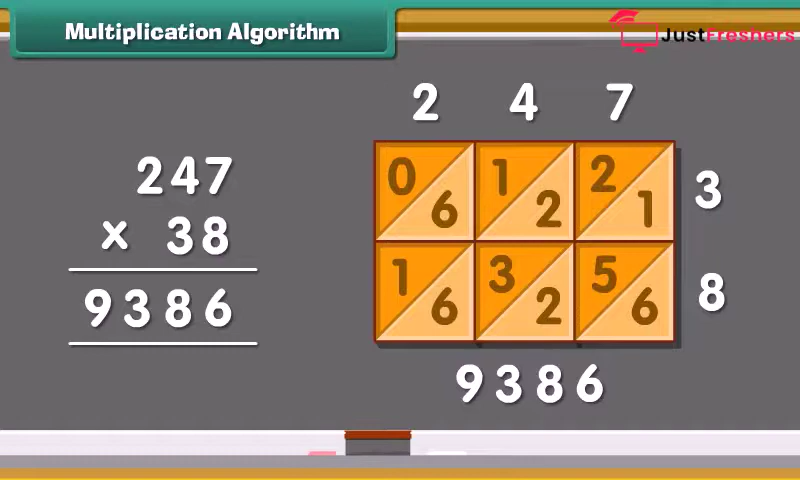 Multiplication Algorithm
JustFreshers
247
x 38
9386
2 4 7
0 6 1 2 2 1 3
1 6 3 2 5 6 8
9386